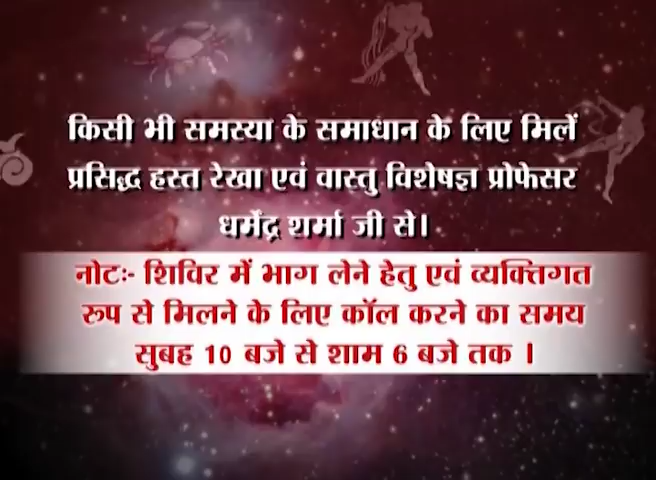 किसी भी समस्या के समाधान के लिए मिलें
प्रसिद्ध हस्त रेखा एवं वास्तु विशेषज्ञ प्रोफेसर
धर्मेंद्र शर्मा जी से।
नोटः- शिविर में भाग लेने हेतु एवं व्यक्तिगत
रूप से मिलने के लिए कॉल करने का समय
सुबह 10 बजे से शाम 6 बजे तक ।